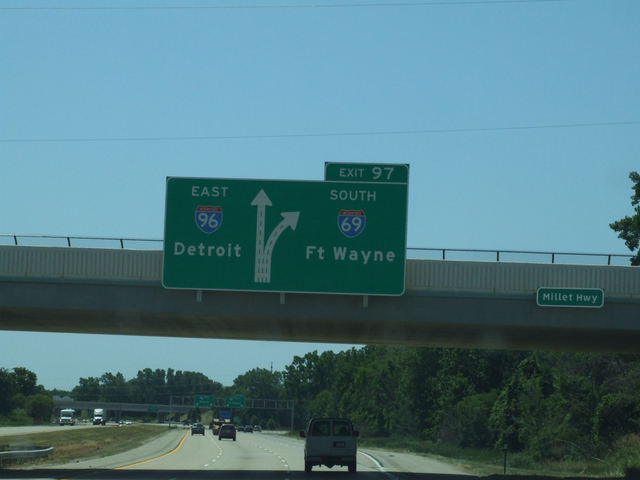 EXIT 97
EAST
96
Detroit
SOUTH
69
Ft Wayne
Millet Hwy